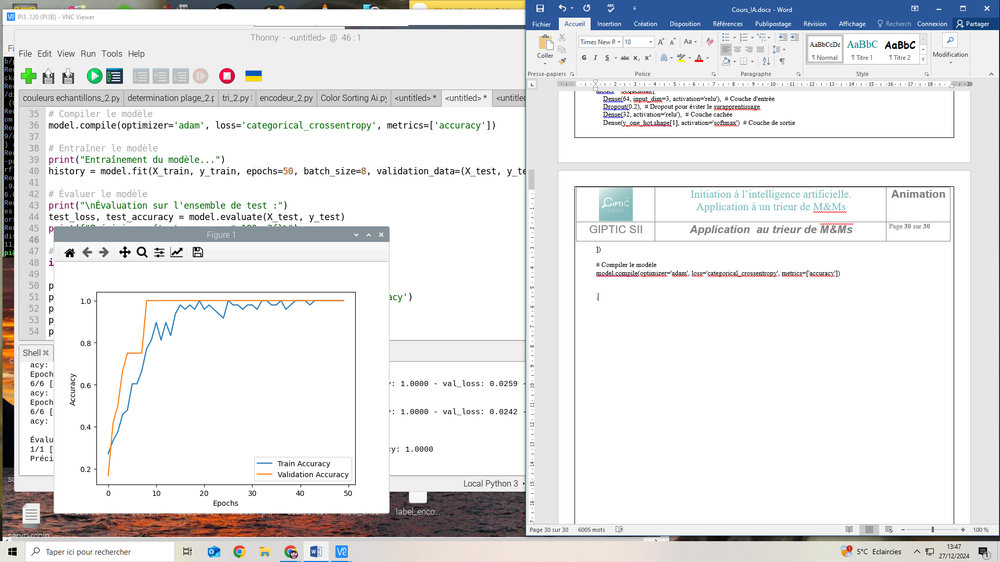 PI3 .120 (PI3B) - VNC Viewer
Thonny - <untitled> @ 46 : 1
File Edit View Run Tools Help
couleurs echantillons_2.py
determination plage_2.p
tri_2.py
encodeur_2.py
Color Sorting Ai.py
<untitled> *
<untitled> *
<untitled
35 # Compiler le modèle
36 model.compile(optimizer='adam', loss='categorical_crossentropy', metrics=['accuracy'])
37
38 # Entraîner le modèle
39 print("Entraînement du modèle...")
40 history = model.fit(X_train, y_train, epochs=50, batch_size=8, validation_data=(X_test, y_te
41
42 # Évaluer le modèle
43 print("\nÉvaluation sur l'ensemble de test :")
44 test_loss, test_accuracy = model.evaluate(X_test, y_test)
45
46
47 #
48 i
49
50 p
51 p acy')
52 p
53 p
54 p
Shell
acy:
Epoch
6/6 [ y: 1.0000 - val_loss: 0.0259 -
acy:
Epoch
6/6 [ y: 1.0000 - val_loss: 0.0242 -
acy:
Évalu
1/1 [ cy: 1.0000
Préci
Local Python 3
Figure 1
1.0
0.8
0.6
0.4
0.2
Accuracy
Train Accuracy
Validation Accuracy
0 10 20 30 40 50
Epochs
label_enco...
Cours_IA.docx - Word
Fichier Accueil Insertion Création Disposition Références Publipostage Révision Affichage Recherch Connexion Partager
Coller
Times New R 10
G I S abc x₂ x²
AaBbCcDd AaBbC AaBbC
¶ Normal ¶ Titre 1 ¶ Titre 2
Modification
Presse-papiers Police Paragraphe Style
Dense(64, input_dim=3, activation='relu'), # Couche d'entrée
Dropout(0.2), # Dropout pour éviter le surapprentissage
Dense(32, activation='relu'), # Couche cachée
Dense(y_one_hot.shape[1], activation='softmax') # Couche de sortie
GIPTIC
PARIS
Initiation à l’intelligence artificielle.
Application à un trieur de M&Ms
Animation
GIPTIC SII
Application au trieur de M&Ms
Page 30 sur 30
])
# Compiler le modèle
model.compile(optimizer='adam', loss='categorical_crossentropy', metrics=['accuracy'])
.
Page 30 sur 30 6005 mots
100 %
Taper ici pour rechercher
5°C Eclaircies
13:47
27/12/2024